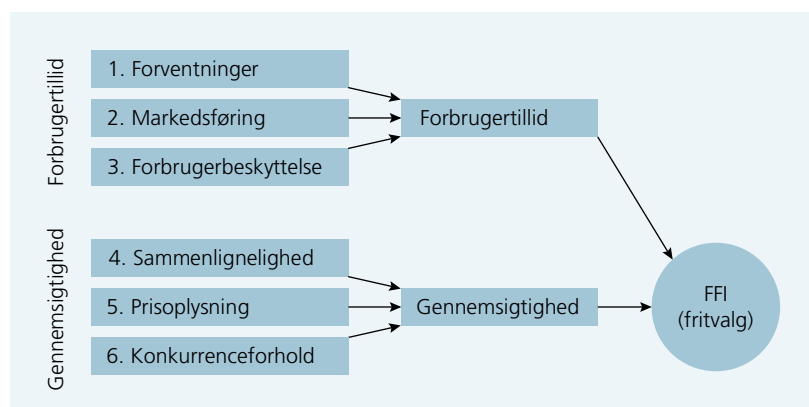 Forbrugertillid
1. Forventninger
2. Markedsføring
3. Forbrugerbeskyttelse
Forbrugertillid
Gennemsigtighed
4. Sammenlignelighed
5. Prisoplysning
6. Konkurrenceforhold
Gennemsigtighed
FFI
(fritvalg)